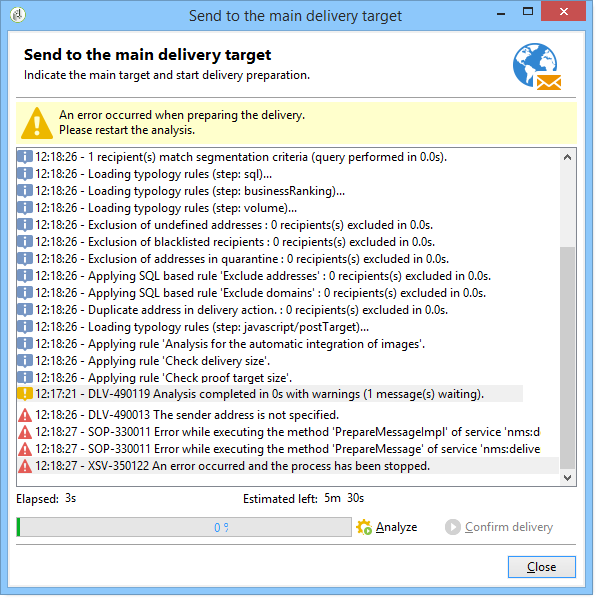 Send to the main delivery target
Send to the main delivery target
Indicate the main target and start delivery preparation.
An error occurred when preparing the delivery.
Please restart the analysis.
12:18:26 - 1 recipient(s) match segmentation criteria (query performed in 0.0s).
12:18:26 - Loading typology rules (step: sql)...
12:18:26 - Loading typology rules (step: businessRanking)...
12:18:26 - Loading typology rules (step: volume)...
12:18:26 - Exclusion of undefined addresses : 0 recipients(s) excluded in 0.0s.
12:18:26 - Exclusion of blacklisted recipients : 0 recipients(s) excluded in 0.0s.
12:18:26 - Exclusion of addresses in quarantine : 0 recipients(s) excluded in 0.0s.
12:18:26 - Applying SQL based rule 'Exclude addresses' : 0 recipients(s) excluded in 0.0s.
12:18:26 - Applying SQL based rule 'Exclude domains' : 0 recipients(s) excluded in 0.0s.
12:18:26 - Duplicate address in delivery action. : 0 recipients(s) excluded in 0.0s.
12:18:26 - Loading typology rules (step: javascript/postTarget)...
12:18:26 - Applying rule 'Analysis for the automatic integration of images'.
12:18:26 - Applying rule 'Check delivery size'.
12:18:26 - Applying rule 'Check proof target size'.
12:17:21 - DLV-490119 Analysis completed in 0s with warnings (1 message(s) waiting).
12:18:26 - DLV-490013 The sender address is not specified.
12:18:27 - SOP-330011 Error while executing the method 'PrepareMessageImpl' of service 'nms:d
12:18:27 - SOP-330011 Error while executing the method 'PrepareMessage' of service 'nms:delive
12:18:27 - XSV-350122 An error occurred and the process has been stopped.
Elapsed: 3s Estimated left: 5m 30s
0 % Analyze Confirm delivery
Close